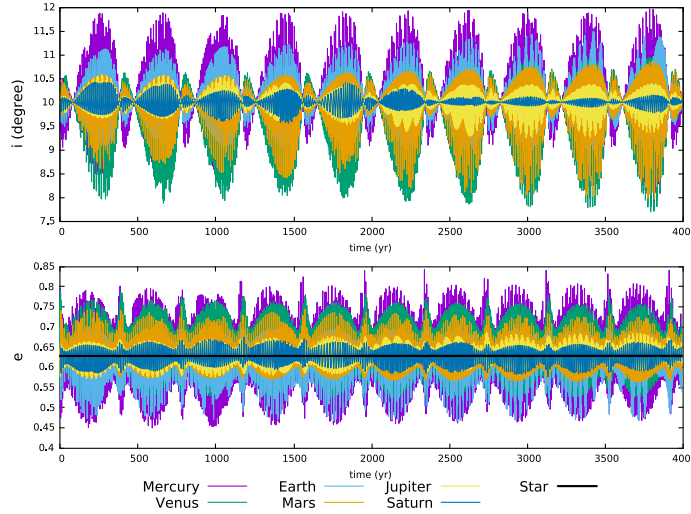 12
11.5
11
10.5
10
9.5
9
8.5
8
7.5
i (degree)
0 500 1000 1500 2000 2500 3000 3500 400
time (yr)
0.85
0.8
0.75
0.7
0.65
0.6
0.55
0.5
0.45
0.4
e
0 500 1000 1500 2000 2500 3000 3500 400
time (yr)
Mercury Earth Jupiter Star
Venus Mars Saturn